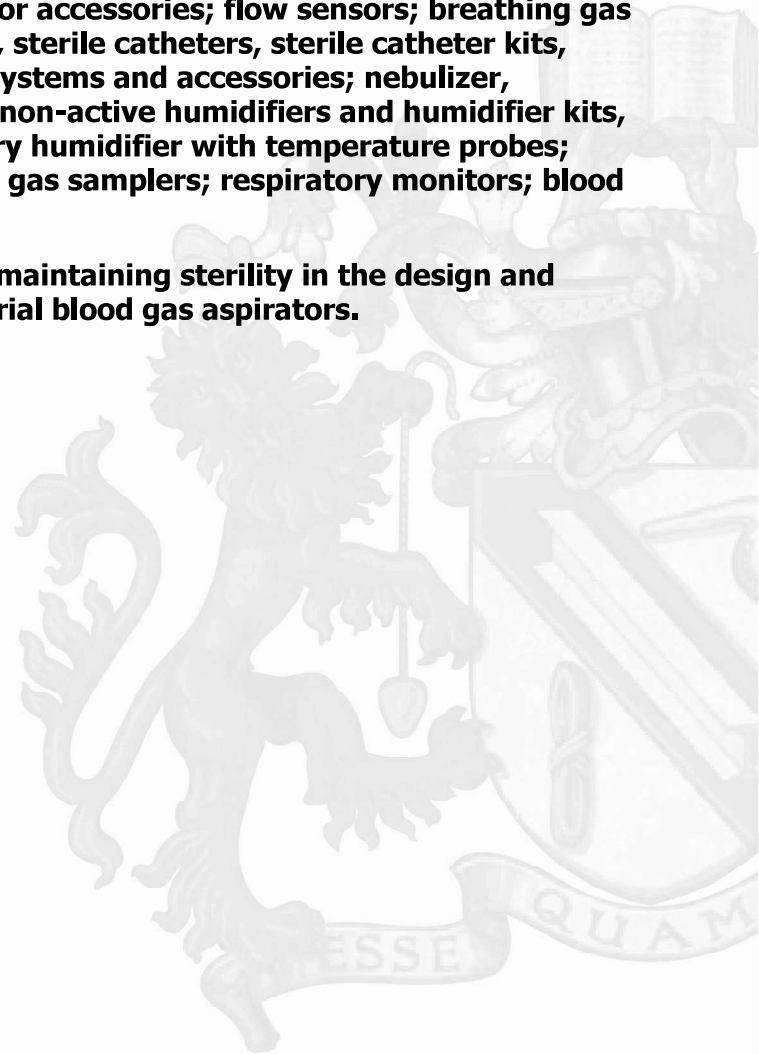 or accessories; flow sensors; breathing gas
, sterile catheters, sterile catheter kits,
ystems and accessories; nebulizer,
non-active humidifiers and humidifier kits,
ry humidifier with temperature probes;
gas samplers; respiratory monitors; blood
maintaining sterility in the design and
rial blood gas aspirators.
ESSE QUAM